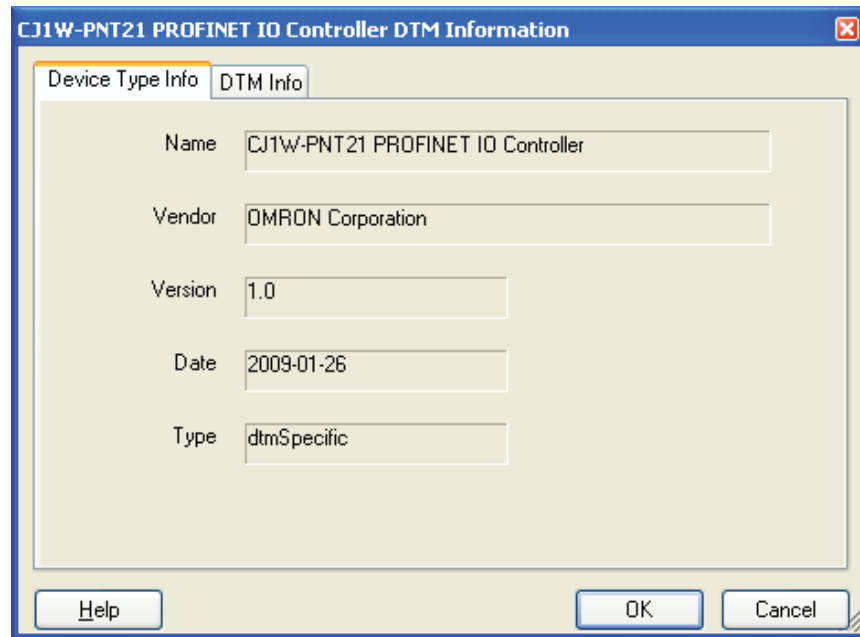 CJ1W-PNT21 PROFINET IO Controller DTM Information
Device Type Info DTM Info
Name CJ1W-PNT21 PROFINET IO Controller
Vendor OMRON Corporation
Version 1.0
Date 2009-01-26
Type dtmSpecific
Help OK Cancel